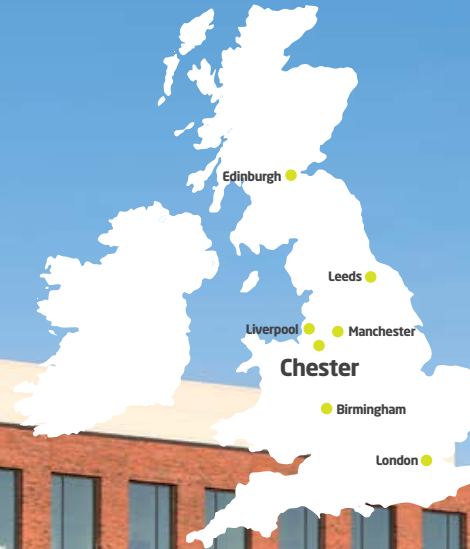 Edinburgh
Leeds
Liverpool
Manchester
Chester
Birmingham
London